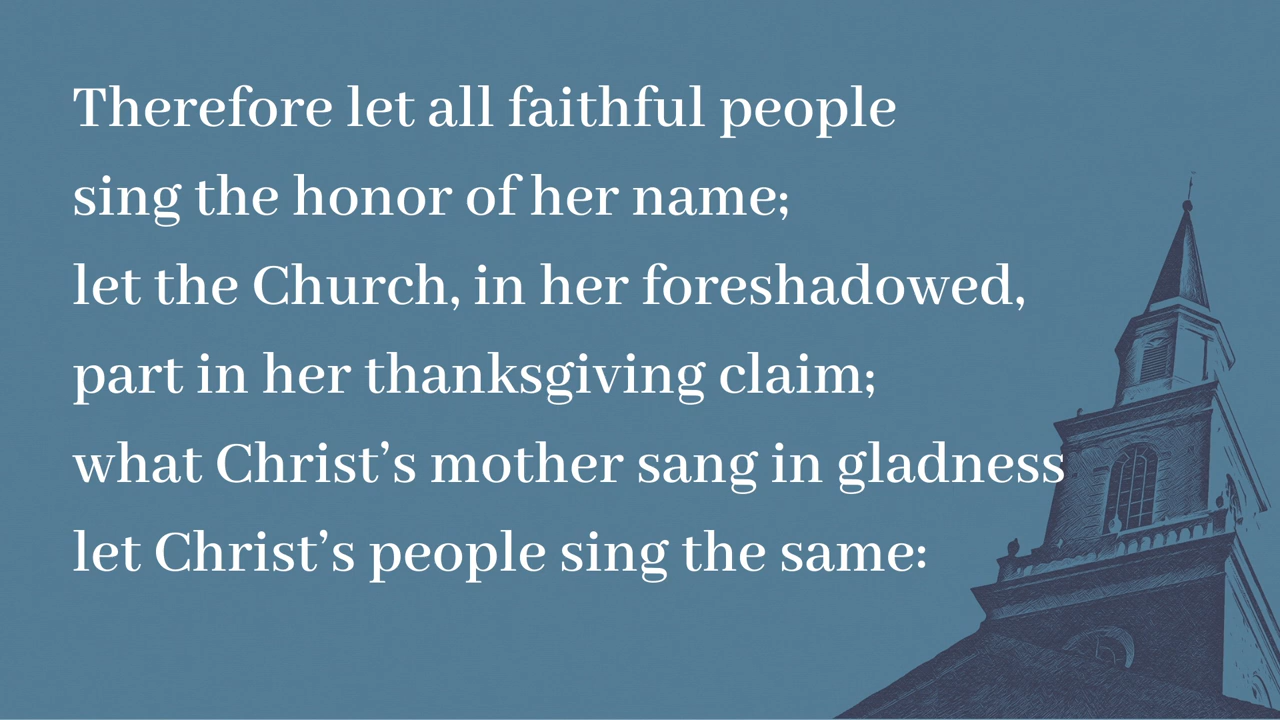 Therefore let all faithful people
sing the honor of her name;
let the Church, in her foreshadowed,
part in her thanksgiving claim;
what Christ’s mother sang in gladness
let Christ’s people sing the same: